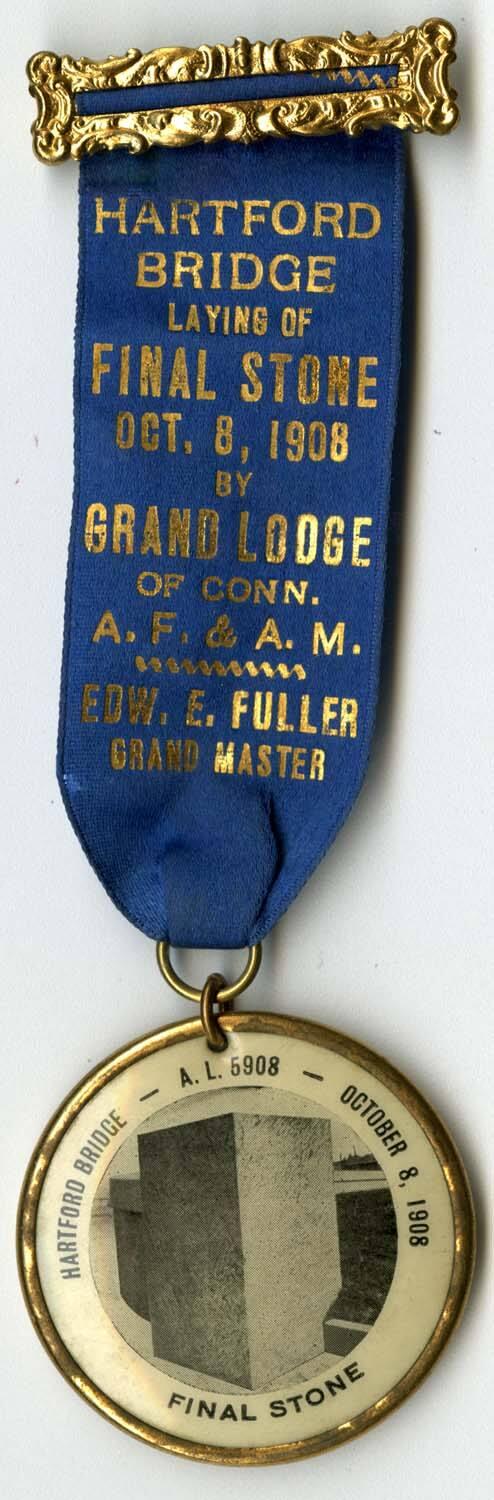 HARTFORD
BRIDGE
LAYING OF
FINAL STONE
OCT. 8, 1908
BY
GRAND LODGE
OF CONN.
A. F. & A. M.
EDW. E. FULLER
GRAND MASTER
HARTFORD BRIDGE — A. L. 5908 — OCTOBER 8, 1908
FINAL STONE